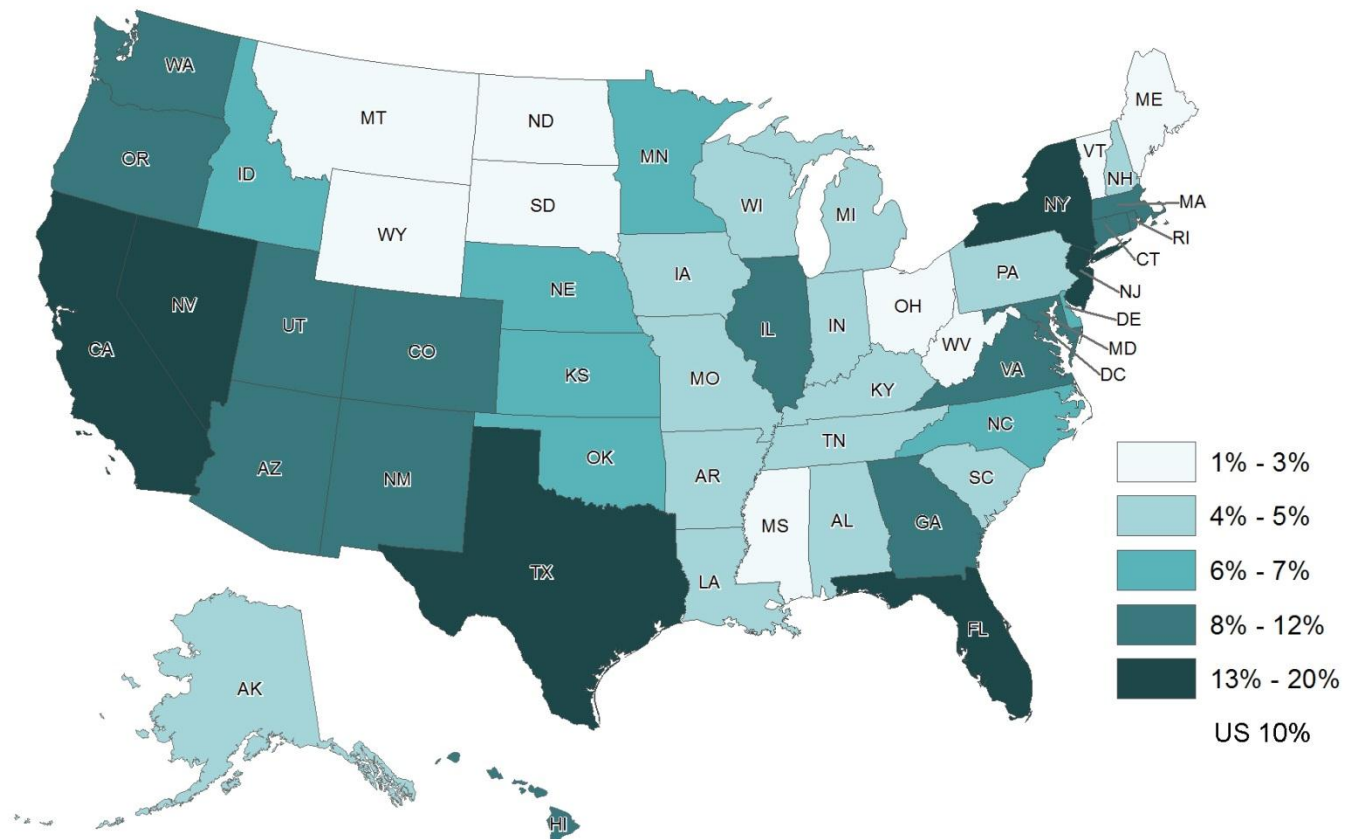 WA
MT
ND
MN
ME
VT
NH
OR
ID
SD
WI
MI
NY
MA
RI
WY
CT
IA
PA
NJ
NE
DE
NV
UT
IL
IN
OH
MD
CA
CO
WV
DC
KS
MO
VA
KY
NC
TN
AZ
NM
OK
AR
SC
1% - 3%
MS
AL
GA
4% - 5%
TX
LA
6% - 7%
FL
8% - 12%
AK
13% - 20%
US 10%
HI